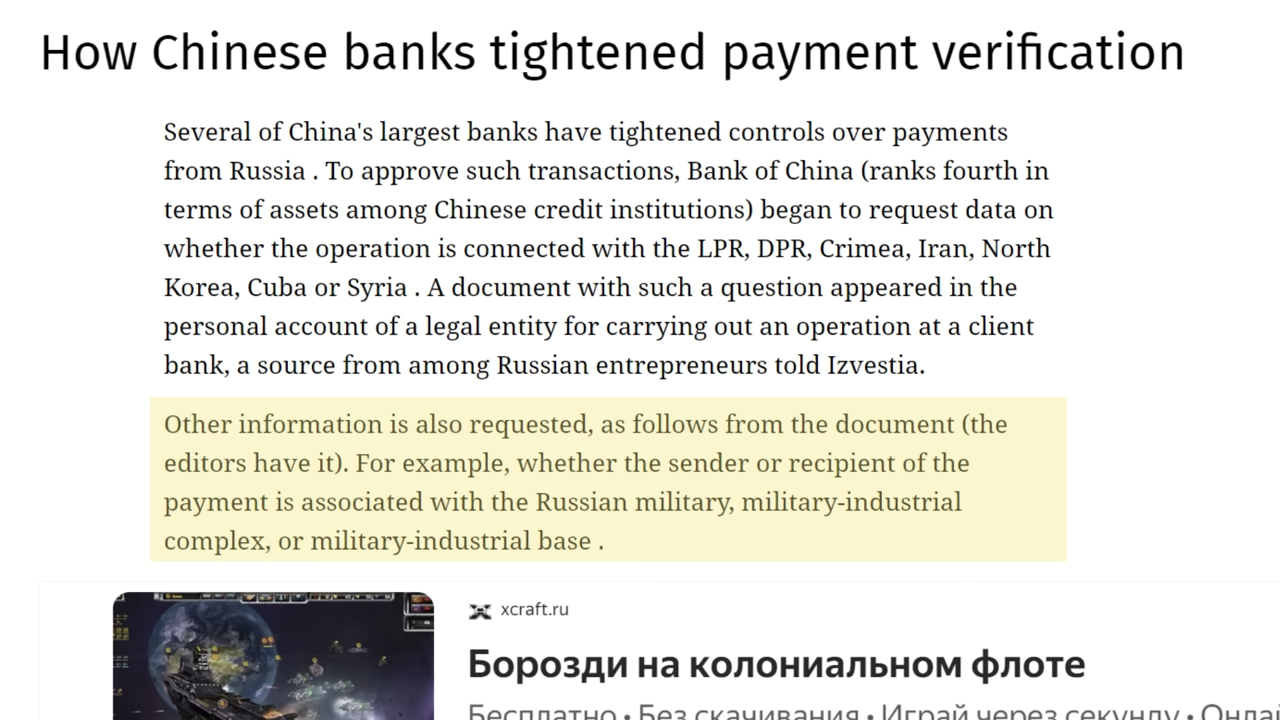 How Chinese banks tightened payment verification
Several of China's largest banks have tightened controls over payments
from Russia . To approve such transactions, Bank of China (ranks fourth in
terms of assets among Chinese credit institutions) began to request data on
whether the operation is connected with the LPR, DPR, Crimea, Iran, North
Korea, Cuba or Syria . A document with such a question appeared in the
personal account of a legal entity for carrying out an operation at a client
bank, a source from among Russian entrepreneurs told Izvestia.
Other information is also requested, as follows from the document (the
editors have it). For example, whether the sender or recipient of the
payment is associated with the Russian military, military-industrial
complex, or military-industrial base .
xcraft.ru
Борозди на колониальном флоте
Бесплатно • Без скачивания • Играй через секунду • Онлай